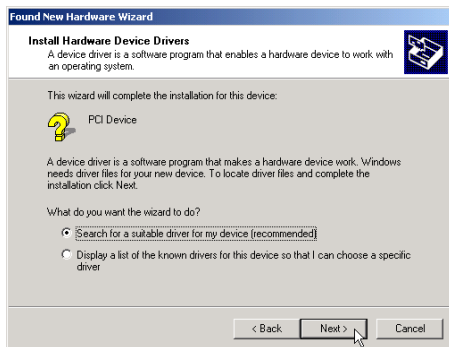 Found New Hardware Wizard
Install Hardware Device Drivers
A device driver is a software program that enables a hardware device to work with
an operating system.
This wizard will complete the installation for this device:
PCI Device
A device driver is a software program that makes a hardware device work. Windows
needs driver files for your new device. To locate driver files and complete the
installation click Next.
What do you want the wizard to do?
Search for a suitable driver for my device (recommended)
Display a list of the known drivers for this device so that I can choose a specific
driver
< Back Next > Cancel